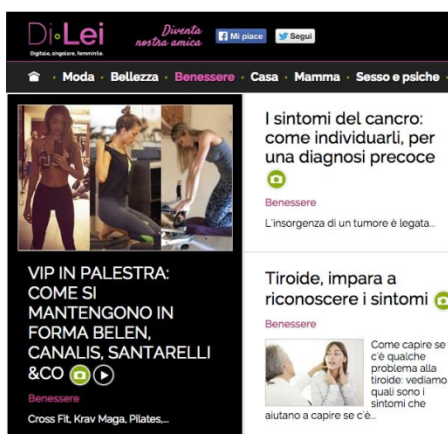 Di•Lei
Digitale, singolare, femminile.
Diventa
nostra amica
Mi piace
Segui
Moda • Bellezza • Benessere • Casa • Mamma • Sesso e psiche
VIP IN PALESTRA:
COME SI
MANTENGONO IN
FORMA BELEN,
CANALIS, SANTARELLI
&CO
Benessere
Cross Fit, Krav Maga, Pilates,...
I sintomi del cancro:
come individuarli, per
una diagnosi precoce
Benessere
L'insorgenza di un tumore è legata...
Tiroide, impara a
riconoscere i sintomi
Benessere
Come capire se
c'è qualche
problema alla
tiroide: vediamo
quali sono i
sintomi che
aiutano a capire se c'è...